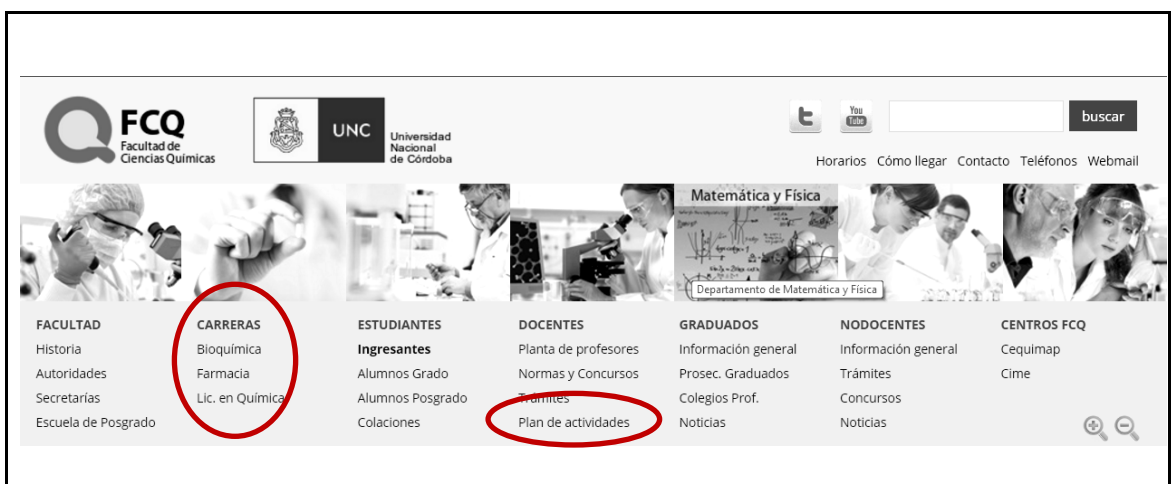 FCQ
Facultad de
Ciencias Químicas
UNC
Universidad
Nacional
de Córdoba
You
Tube
buscar
Horarios Cómo llegar Contacto Teléfonos Webmail
Matemática y Física
Departamento de Matemática y Física
FACULTAD CARRERAS ESTUDIANTES DOCENTES GRADUADOS NODOCENTES CENTROS FCQ
Historia Bioquímica Ingresantes Planta de profesores Información general Información general Cequimap
Autoridades Farmacia Alumnos Grado Normas y Concursos Prosec. Graduados Trámites Cime
Secretarías Lic. en Química Alumnos Posgrado Trámites Colegios Prof. Concursos
Escuela de Posgrado Colaciones Plan de actividades Noticias Noticias